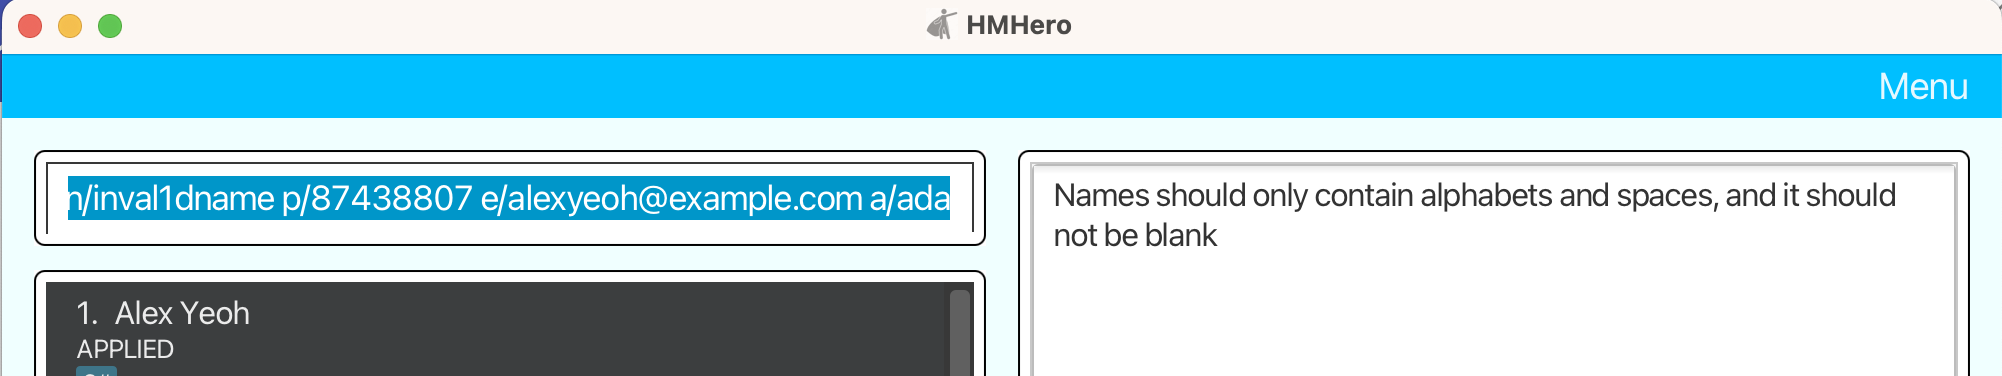 HMHero
Menu
n/inval1dname p/87438807 e/alexyeoh@example.com a/ada
Names should only contain alphabets and spaces, and it should
not be blank
1. Alex Yeoh
APPLIED